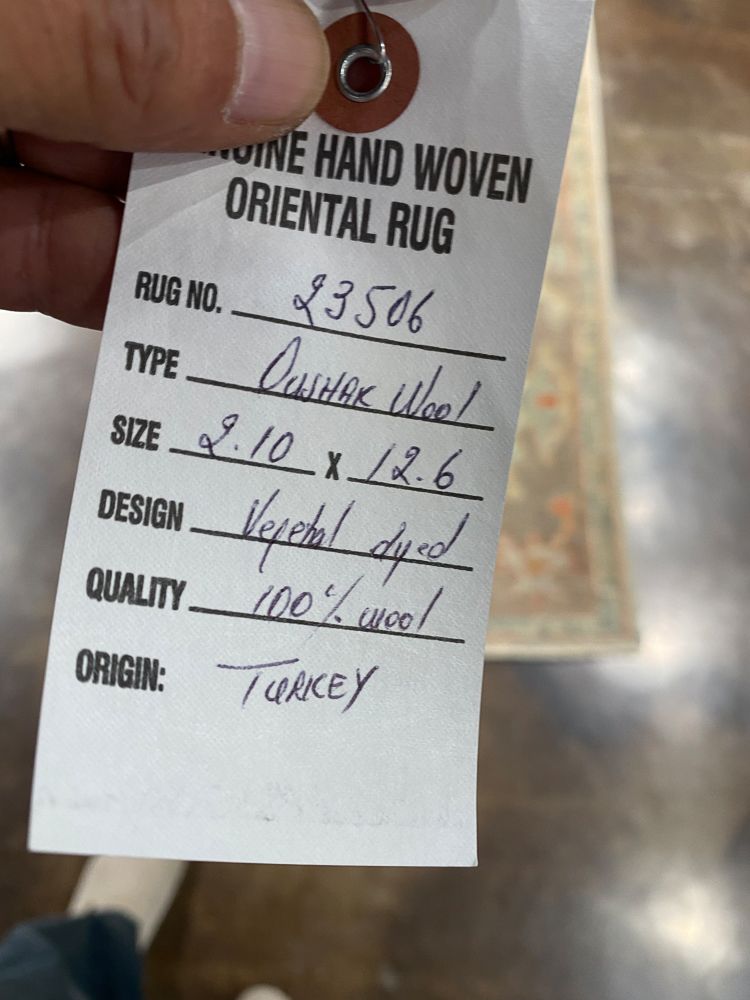 HAND WOVEN
ORIENTAL RUG
RUG NO. 23506
TYPE Oushak Wool
SIZE 2.10 X 12.6
DESIGN Vegetal dyed
QUALITY 100% wool
ORIGIN: TURKEY